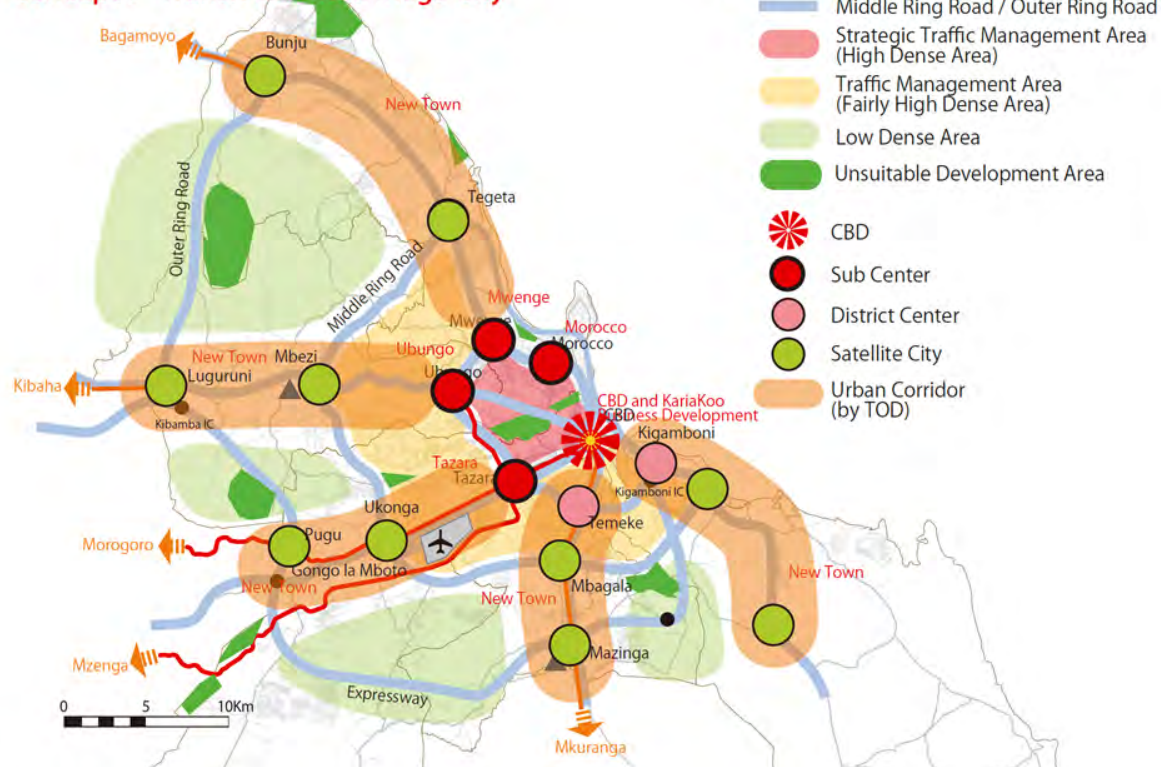 Middle Ring Road / Outer Ring Road
Strategic Traffic Management Area
(High Dense Area)
Traffic Management Area
(Fairly High Dense Area)
Low Dense Area
Unsuitable Development Area
CBD
Sub Center
District Center
Satellite City
Urban Corridor
(by TOD)
Bagamoyo
Bunju
New Town
Tegeta
Outer Ring Road
Middle Ring Road
Mwenge
Mwenge
Morocco
Morocco
Ubungo
Ubungo
New Town
Mbezi
Luguruni
Kibaha
Kibamba IC
CBD and KariaKoo
Business Development
CBD
Kigamboni
Kigamboni IC
Tazara
Tazara
Temeke
Ukonga
Pugu
Morogoro
Gongo la Mboto
New Town
New Town
Mbagala
New Town
Mazinga
Mzenga
Expressway
0 5 10Km
Mkuranga